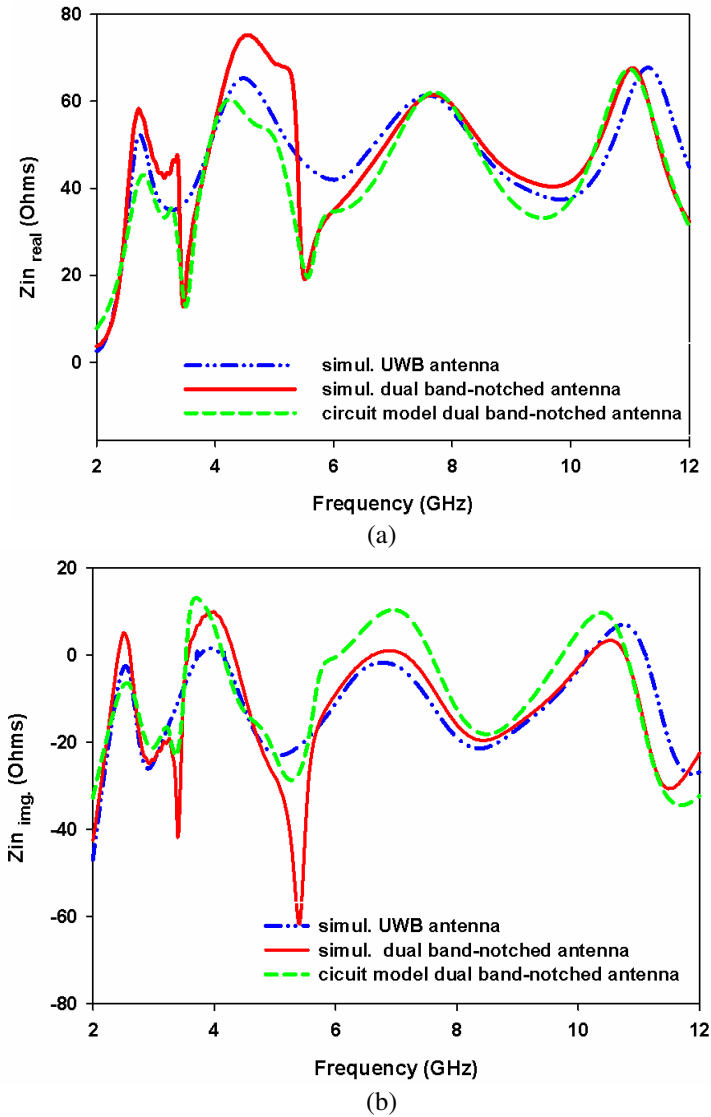 80
60
40
20
0
Zin real (Ohms)
simul. UWB antenna
simul. dual band-notched antenna
circuit model dual band-notched antenna
2 4 6 8 10 12
Frequency (GHz)
(a)
20
0
-20
-40
-60
-80
Zin img. (Ohms)
simul. UWB antenna
simul. dual band-notched antenna
cicuit model dual band-notched antenna
2 4 6 8 10 12
Frequency (GHz)
(b)